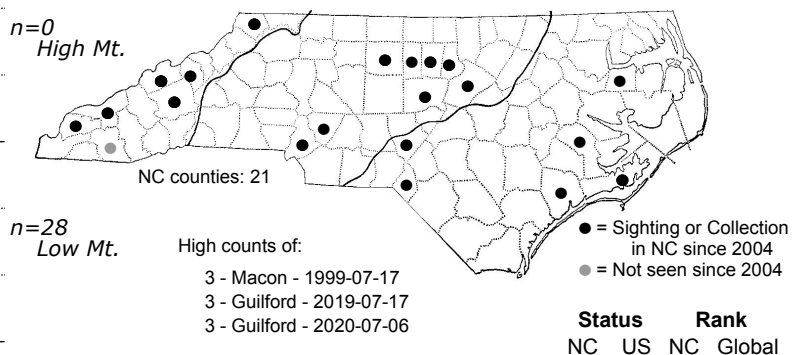 n=0
High Mt.
NC counties: 21
n=28
Low Mt.
High counts of:
3 - Macon - 1999-07-17
3 - Guilford - 2019-07-17
3 - Guilford - 2020-07-06
● = Sighting or Collection
in NC since 2004
● = Not seen since 2004
Status Rank
NC US NC Global